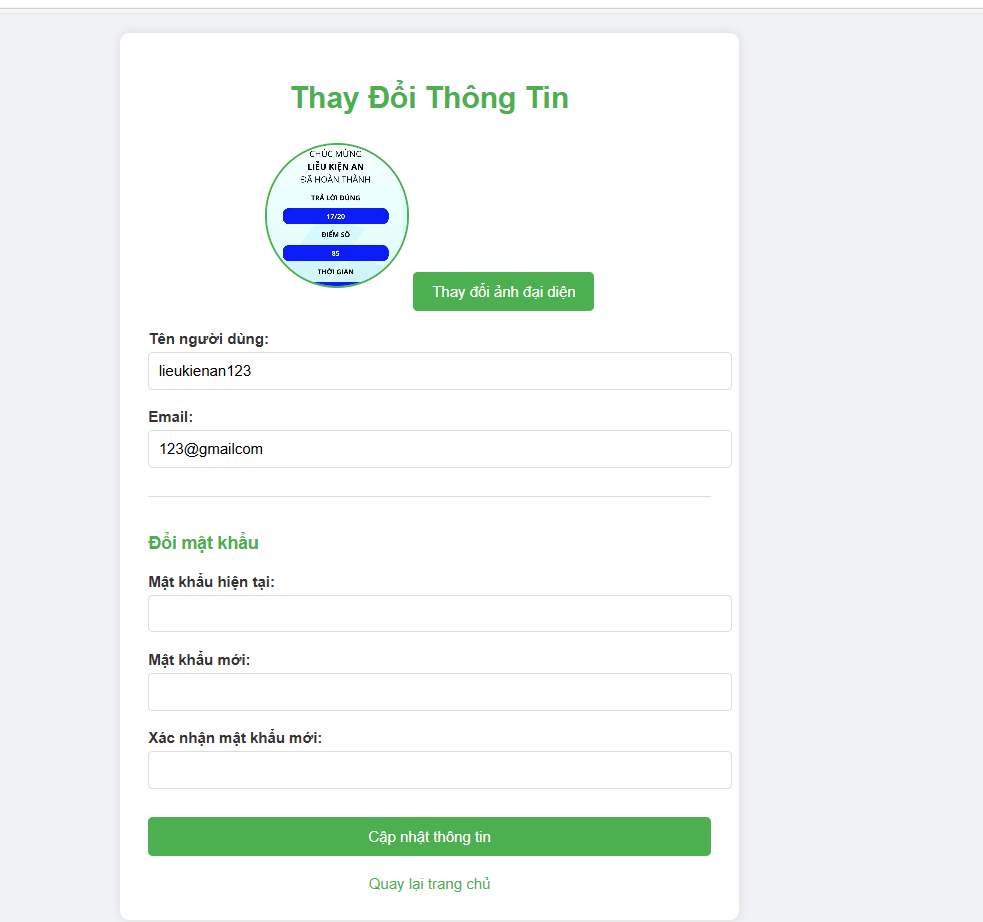 Thay Đổi Thông Tin
CHÚC MỪNG
LIỄU KIỆN AN
ĐÃ HOÀN THÀNH
TRẢ LỜI ĐÚNG
17/20
ĐIỂM SỐ
85
THỜI GIAN
Thay đổi ảnh đại diện
Tên người dùng:
lieukienan123
Email:
123@gmailcom
Đổi mật khẩu
Mật khẩu hiện tại:
Mật khẩu mới:
Xác nhận mật khẩu mới:
Cập nhật thông tin
Quay lại trang chủ